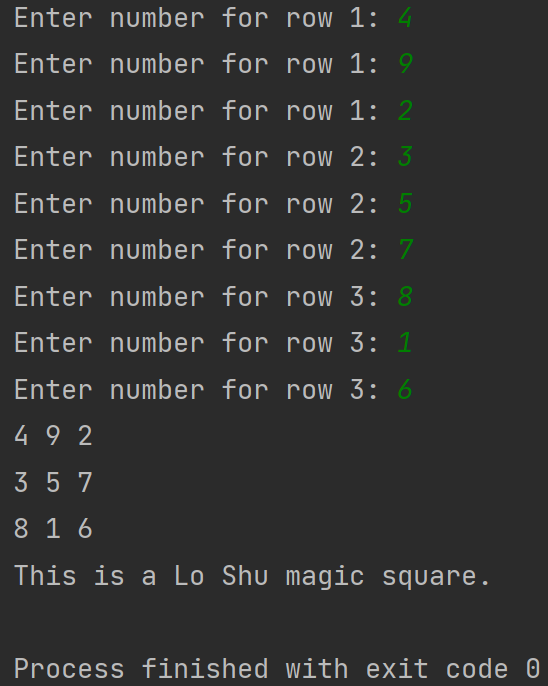 Enter number for row 1: 4
Enter number for row 1: 9
Enter number for row 1: 2
Enter number for row 2: 3
Enter number for row 2: 5
Enter number for row 2: 7
Enter number for row 3: 8
Enter number for row 3: 1
Enter number for row 3: 6
4 9 2
3 5 7
8 1 6
This is a Lo Shu magic square.
Process finished with exit code 0